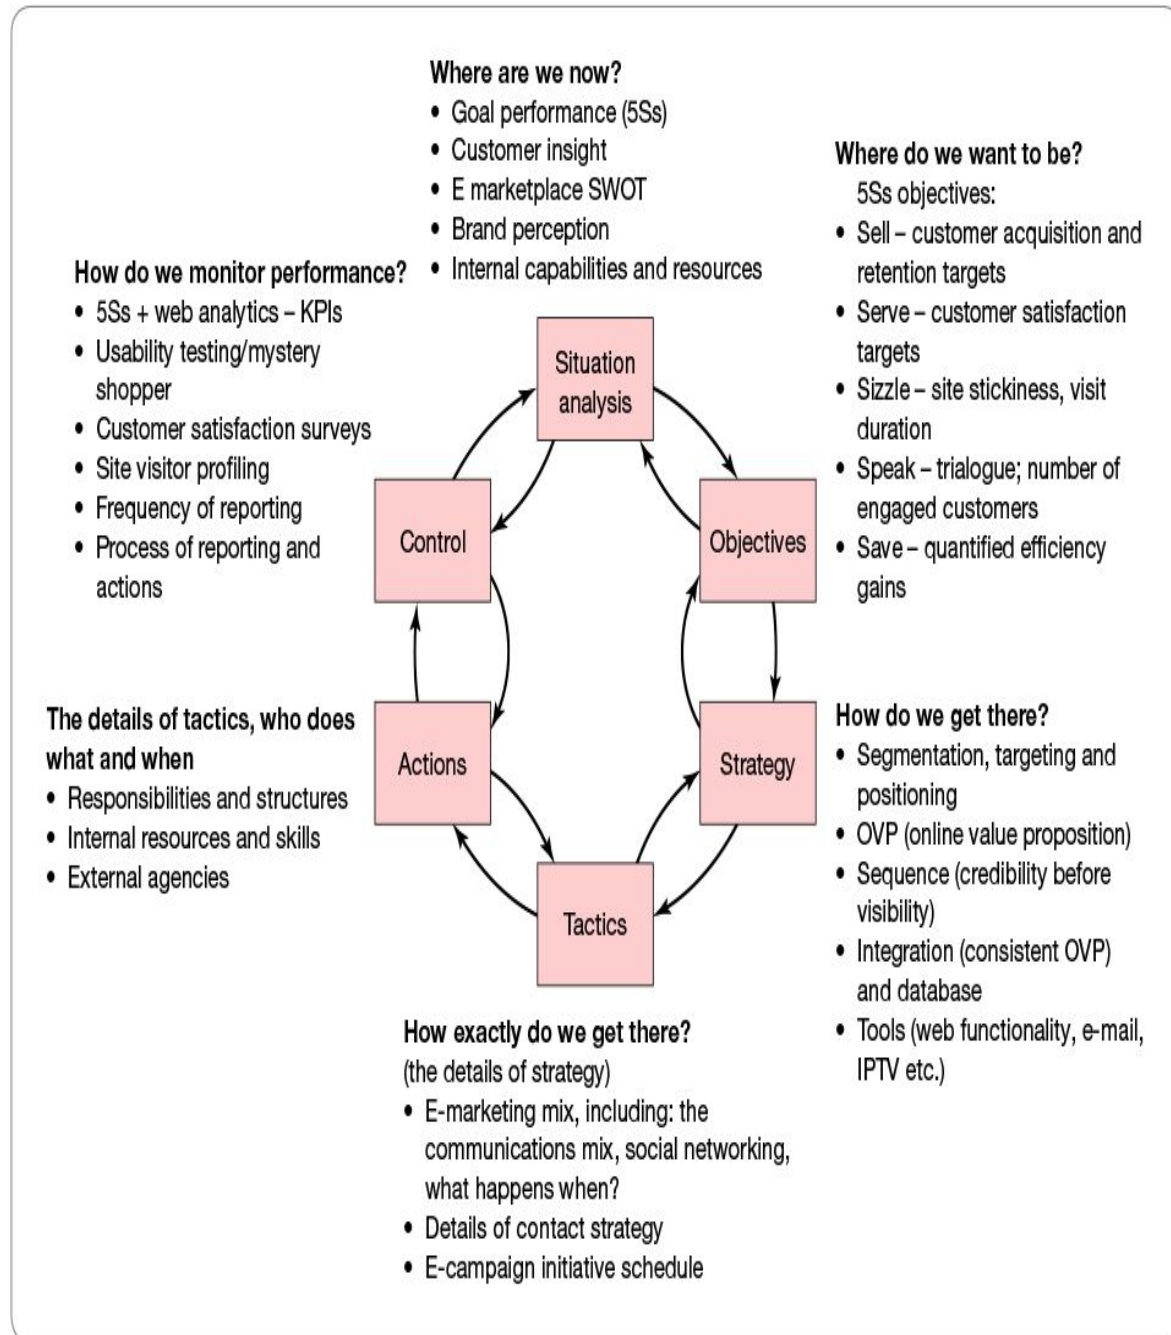 Where are we now?
• Goal performance (5Ss)
• Customer insight
• E marketplace SWOT
• Brand perception
• Internal capabilities and resources
Where do we want to be?
5Ss objectives:
• Sell – customer acquisition and
retention targets
• Serve – customer satisfaction
targets
• Sizzle – site stickiness, visit
duration
• Speak – trialogue; number of
engaged customers
• Save – quantified efficiency
gains
How do we monitor performance?
• 5Ss + web analytics – KPIs
• Usability testing/mystery
shopper
• Customer satisfaction surveys
• Site visitor profiling
• Frequency of reporting
• Process of reporting and
actions
Situation
analysis
Control
Objectives
Actions
Strategy
Tactics
The details of tactics, who does
what and when
• Responsibilities and structures
• Internal resources and skills
• External agencies
How do we get there?
• Segmentation, targeting and
positioning
• OVP (online value proposition)
• Sequence (credibility before
visibility)
• Integration (consistent OVP)
and database
• Tools (web functionality, e-mail,
IPTV etc.)
How exactly do we get there?
(the details of strategy)
• E-marketing mix, including: the
communications mix, social networking,
what happens when?
• Details of contact strategy
• E-campaign initiative schedule